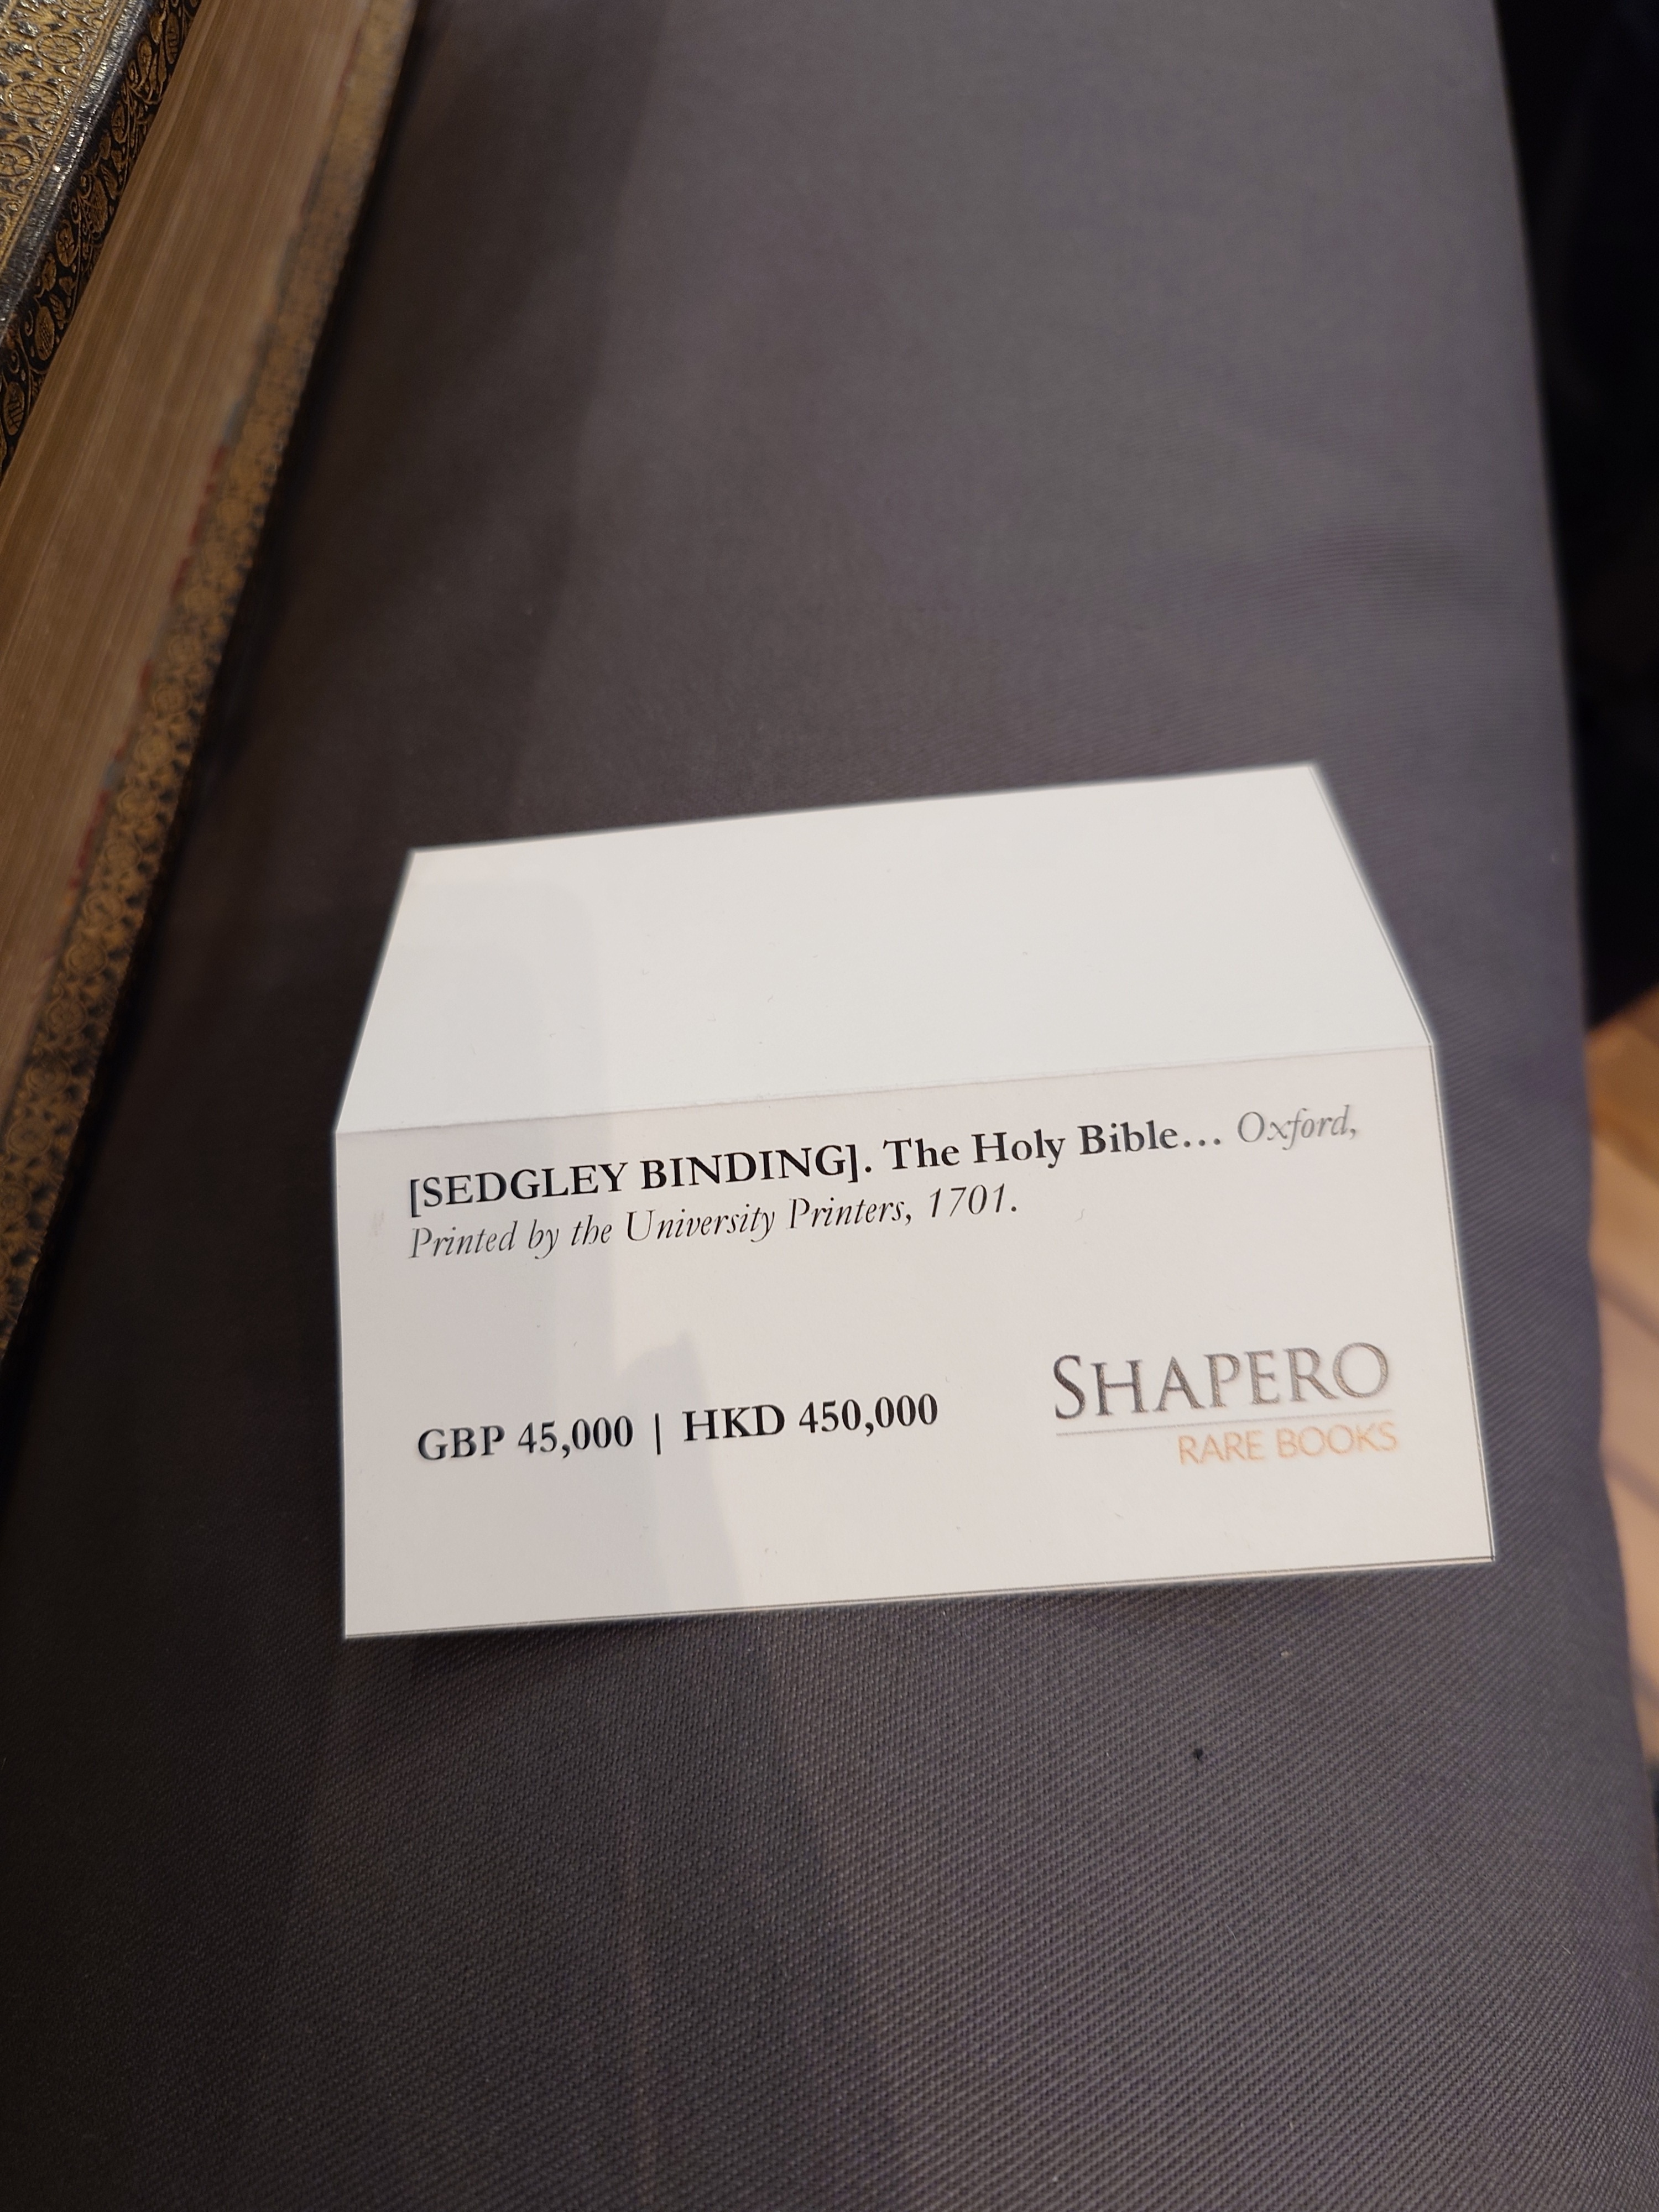 [SEDGLEY BINDING]. The Holy Bible… Oxford,
Printed by the University Printers, 1701.
GBP 45,000 | HKD 450,000
SHAPERO
RARE BOOKS